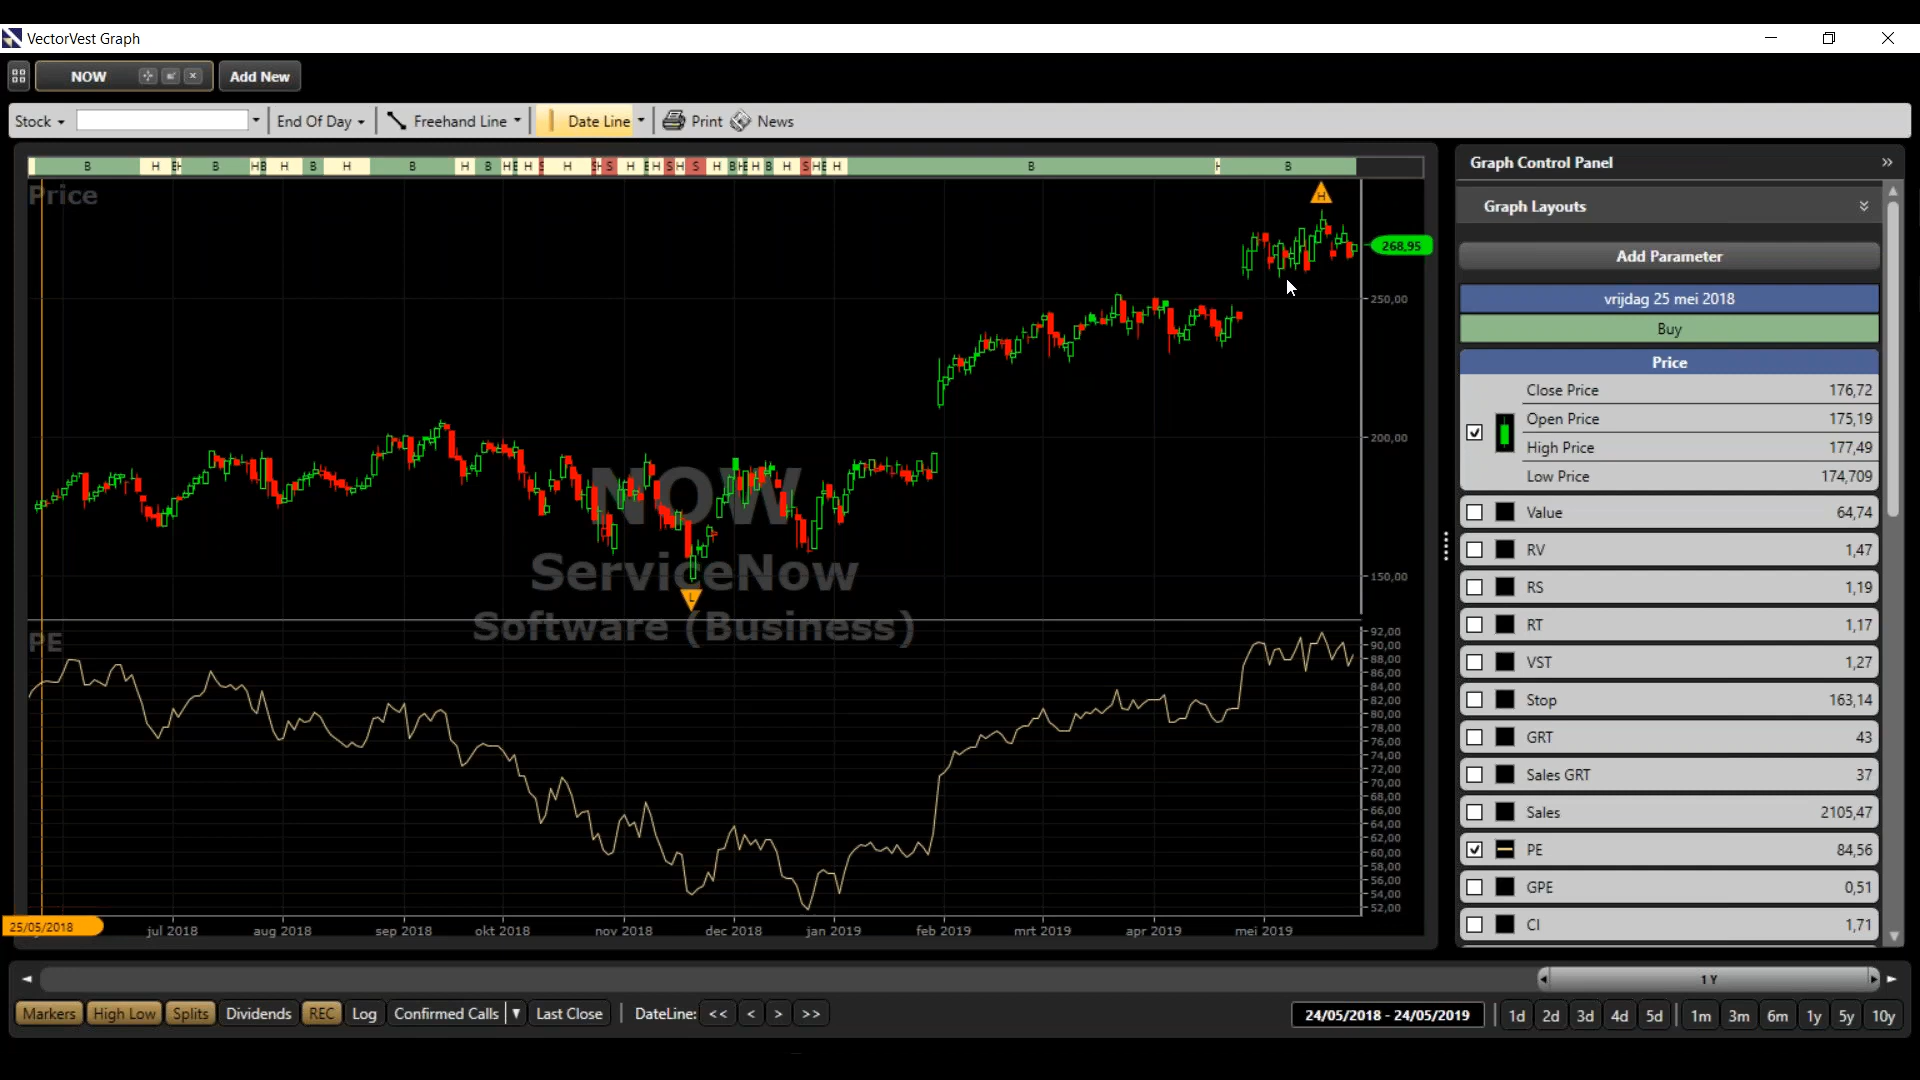 VectorVest Graph
NOW
Add New
Stock
End Of Day
Freehand Line
Date Line
Print
News
B H B H B H B H B H B H S H S H H S H S H B H B H S H H B B
Price
H
268,95
250,00
200,00
150,00
NOW
ServiceNow
Software (Business)
L
PE
92,00
90,00
88,00
86,00
84,00
82,00
80,00
78,00
76,00
74,00
72,00
70,00
68,00
66,00
64,00
62,00
60,00
58,00
56,00
54,00
52,00
25/05/2018
jul 2018 aug 2018 sep 2018 okt 2018 nov 2018 dec 2018 jan 2019 feb 2019 mrt 2019 apr 2019 mei 2019
Graph Control Panel
Graph Layouts
Add Parameter
vrijdag 25 mei 2018
Buy
Price
Close Price 176,72
Open Price 175,19
High Price 177,49
Low Price 174,709
Value 64,74
RV 1,47
RS 1,19
RT 1,17
VST 1,27
Stop 163,14
GRT 43
Sales GRT 37
Sales 2105,47
PE 84,56
GPE 0,51
CI 1,71
1 Y
Markers High Low Splits Dividends REC Log Confirmed Calls Last Close DateLine: << < > >> 24/05/2018 - 24/05/2019 1d 2d 3d 4d 5d 1m 3m 6m 1y 5y 10y